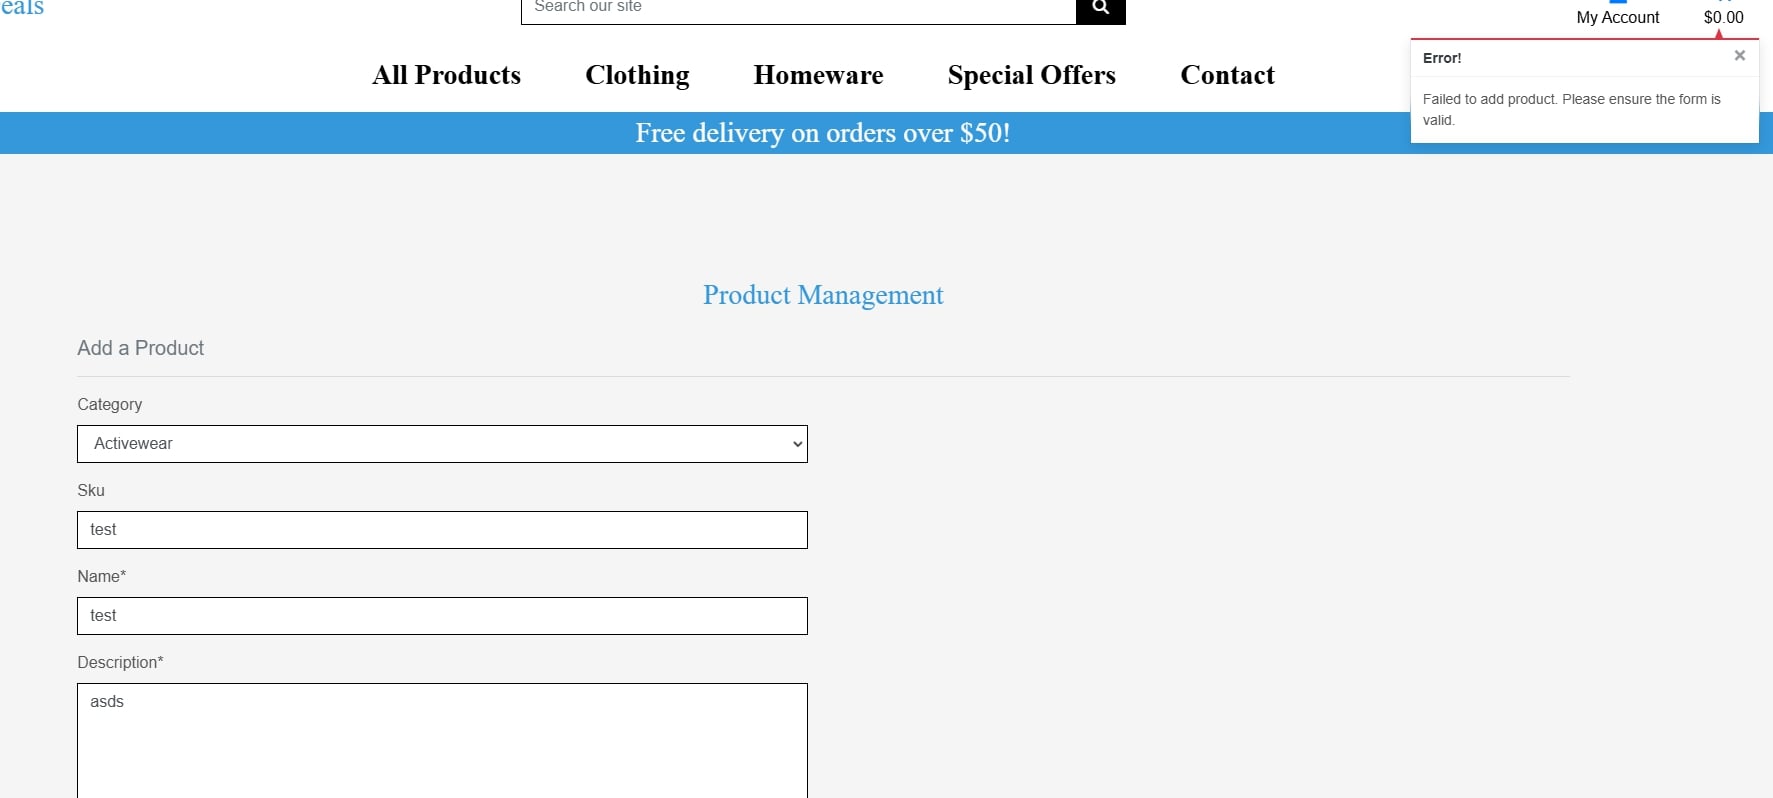 eals
Search our site
My Account
$0.00
All Products
Clothing
Homeware
Special Offers
Contact
Error!
×
Failed to add product. Please ensure the form is
valid.
Free delivery on orders over $50!
Product Management
Add a Product
Category
Activewear
Sku
test
Name*
test
Description*
asds